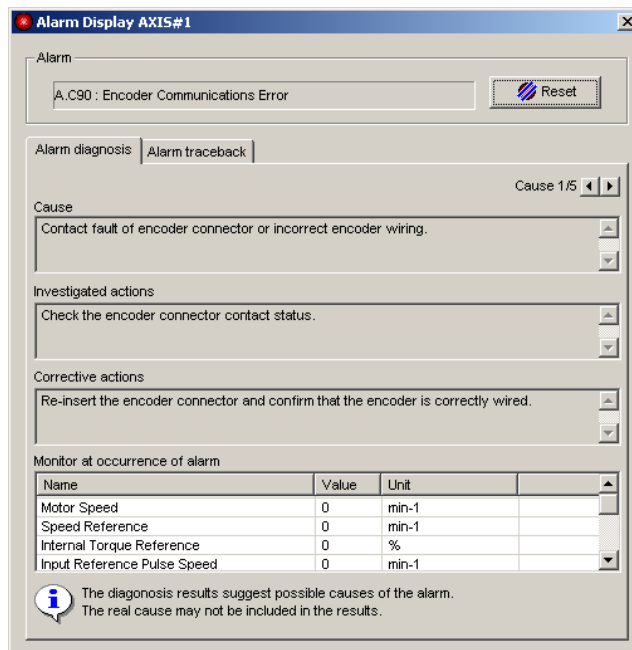 Alarm Display AXIS#1
Alarm
A.C90 : Encoder Communications Error
Reset
Alarm diagnosis
Alarm traceback
Cause 1/5
Cause
Contact fault of encoder connector or incorrect encoder wiring.
Investigated actions
Check the encoder connector contact status.
Corrective actions
Re-insert the encoder connector and confirm that the encoder is correctly wired.
Monitor at occurrence of alarm
Name Value Unit
Motor Speed 0 min-1
Speed Reference 0 min-1
Internal Torque Reference 0 %
Input Reference Pulse Speed 0 min-1
The diagonosis results suggest possible causes of the alarm.
The real cause may not be included in the results.